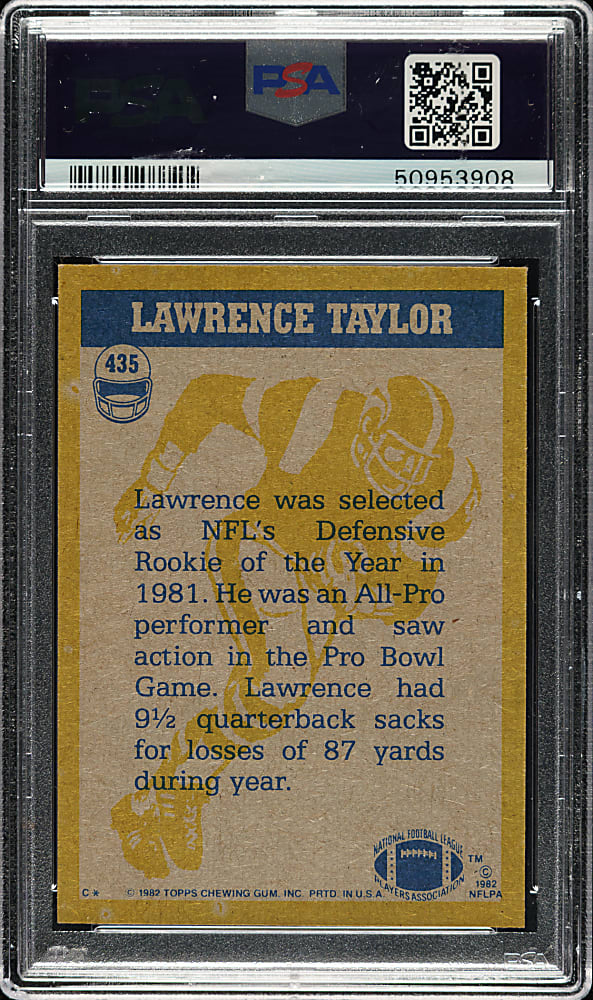 PSA
50953908
LAWRENCE TAYLOR
435
Lawrence was selected
as NFL's Defensive
Rookie of the Year in
1981. He was an All-Pro
performer and saw
action in the Pro Bowl
Game. Lawrence had
9½ quarterback sacks
for losses of 87 yards
during year.
NATIONAL FOOTBALL LEAGUE
PLAYERS ASSOCIATION
TM
©
1982
NFLPA
C * © 1982 TOPPS CHEWING GUM, INC. PRTD. IN U.S.A.
PSA